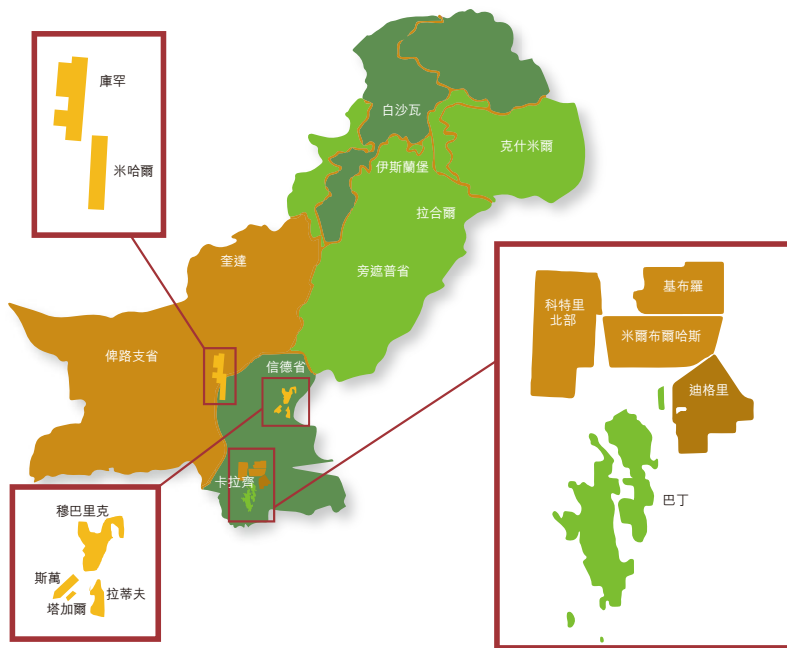 庫罕
米哈爾
白沙瓦
克什米爾
伊斯蘭堡
拉合爾
旁遮普省
奎達
俾路支省
信德省
卡拉齊
科特里
北部
基布羅
米爾布爾哈斯
迪格里
巴丁
穆巴里克
斯萬
塔加爾
拉蒂夫